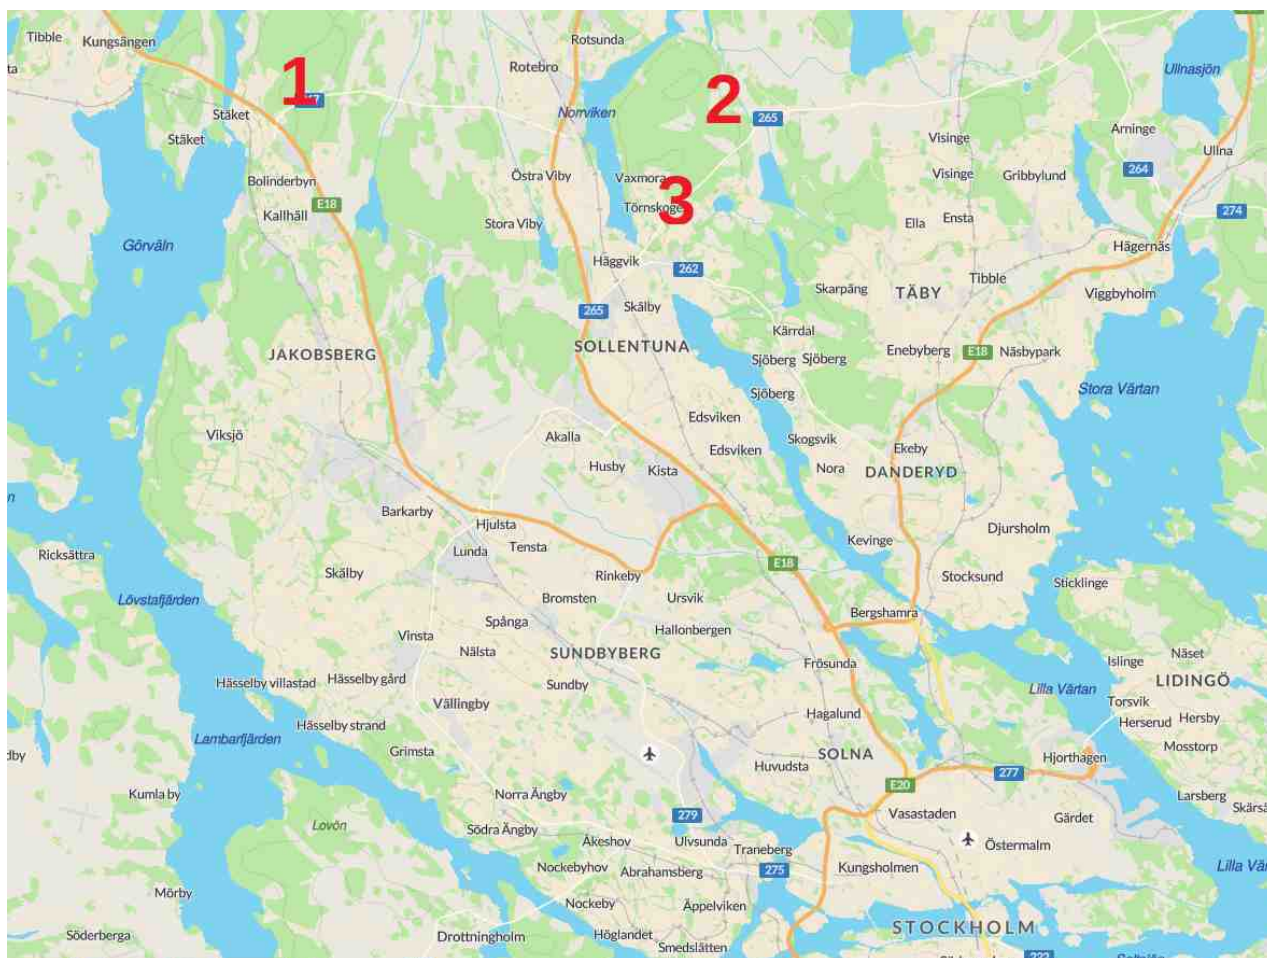 Tibble
Kungsängen
Rotsunda
Rotebro
Ullnasjön
ta
1
2
Stäket
Norrviken
265
Stäket
Visinge
Arninge
Ullna
Östra Viby
Vaxmora
Visinge
Gribbylund
264
Bolinderbyn
3
E18
Kallhäll
Stora Viby
Ella
Ensta
274
Görväln
Häggvik
262
Hägernäs
Tibble
Skarpäng
TÄBY
Viggbyholm
265
Skälby
Kärrdal
JAKOBSBERG
SOLLENTUNA
Sjöberg
Sjöberg
Enebyberg
E18
Näsbypark
Sjöberg
Stora Värtan
Edsviken
Viksjö
Akalla
Skogsvik
Edsviken
Ekeby
Husby
Kista
Nora
DANDERYD
n
Barkarby
Hjulsta
Djursholm
Lunda
Tensta
Kevinge
Ricksättra
Skälby
Rinkeby
E18
Stocksund
Sticklinge
Lövstafjärden
Bromsten
Ursvik
Bergshamra
Spånga
Vinsta
Hallonbergen
Nälsta
SUNDBYBERG
Frösunda
Islinge
Näset
Hässelby villastad
Hässelby gård
Sundby
Lilla Värtan
LIDINGÖ
Vällingby
Torsvik
Hässelby strand
Hagalund
Herserud
Hersby
Lambarfjärden
Grimsta
SOLNA
Hjorthagen
Mosstorp
dby
Huvudsta
277
E20
Kumla by
Norra Ängby
Larsberg
279
Vasastaden
Gärdet
Lovön
Södra Ängby
Åkeshov
Ulvsunda
Traneberg
Östermalm
Nockebyhov
Abrahamsberg
275
Kungsholmen
Mörby
Nockeby
Äppelviken
STOCKHOLM
Söderberga
Drottningholm
Höglandet
Smedslätten